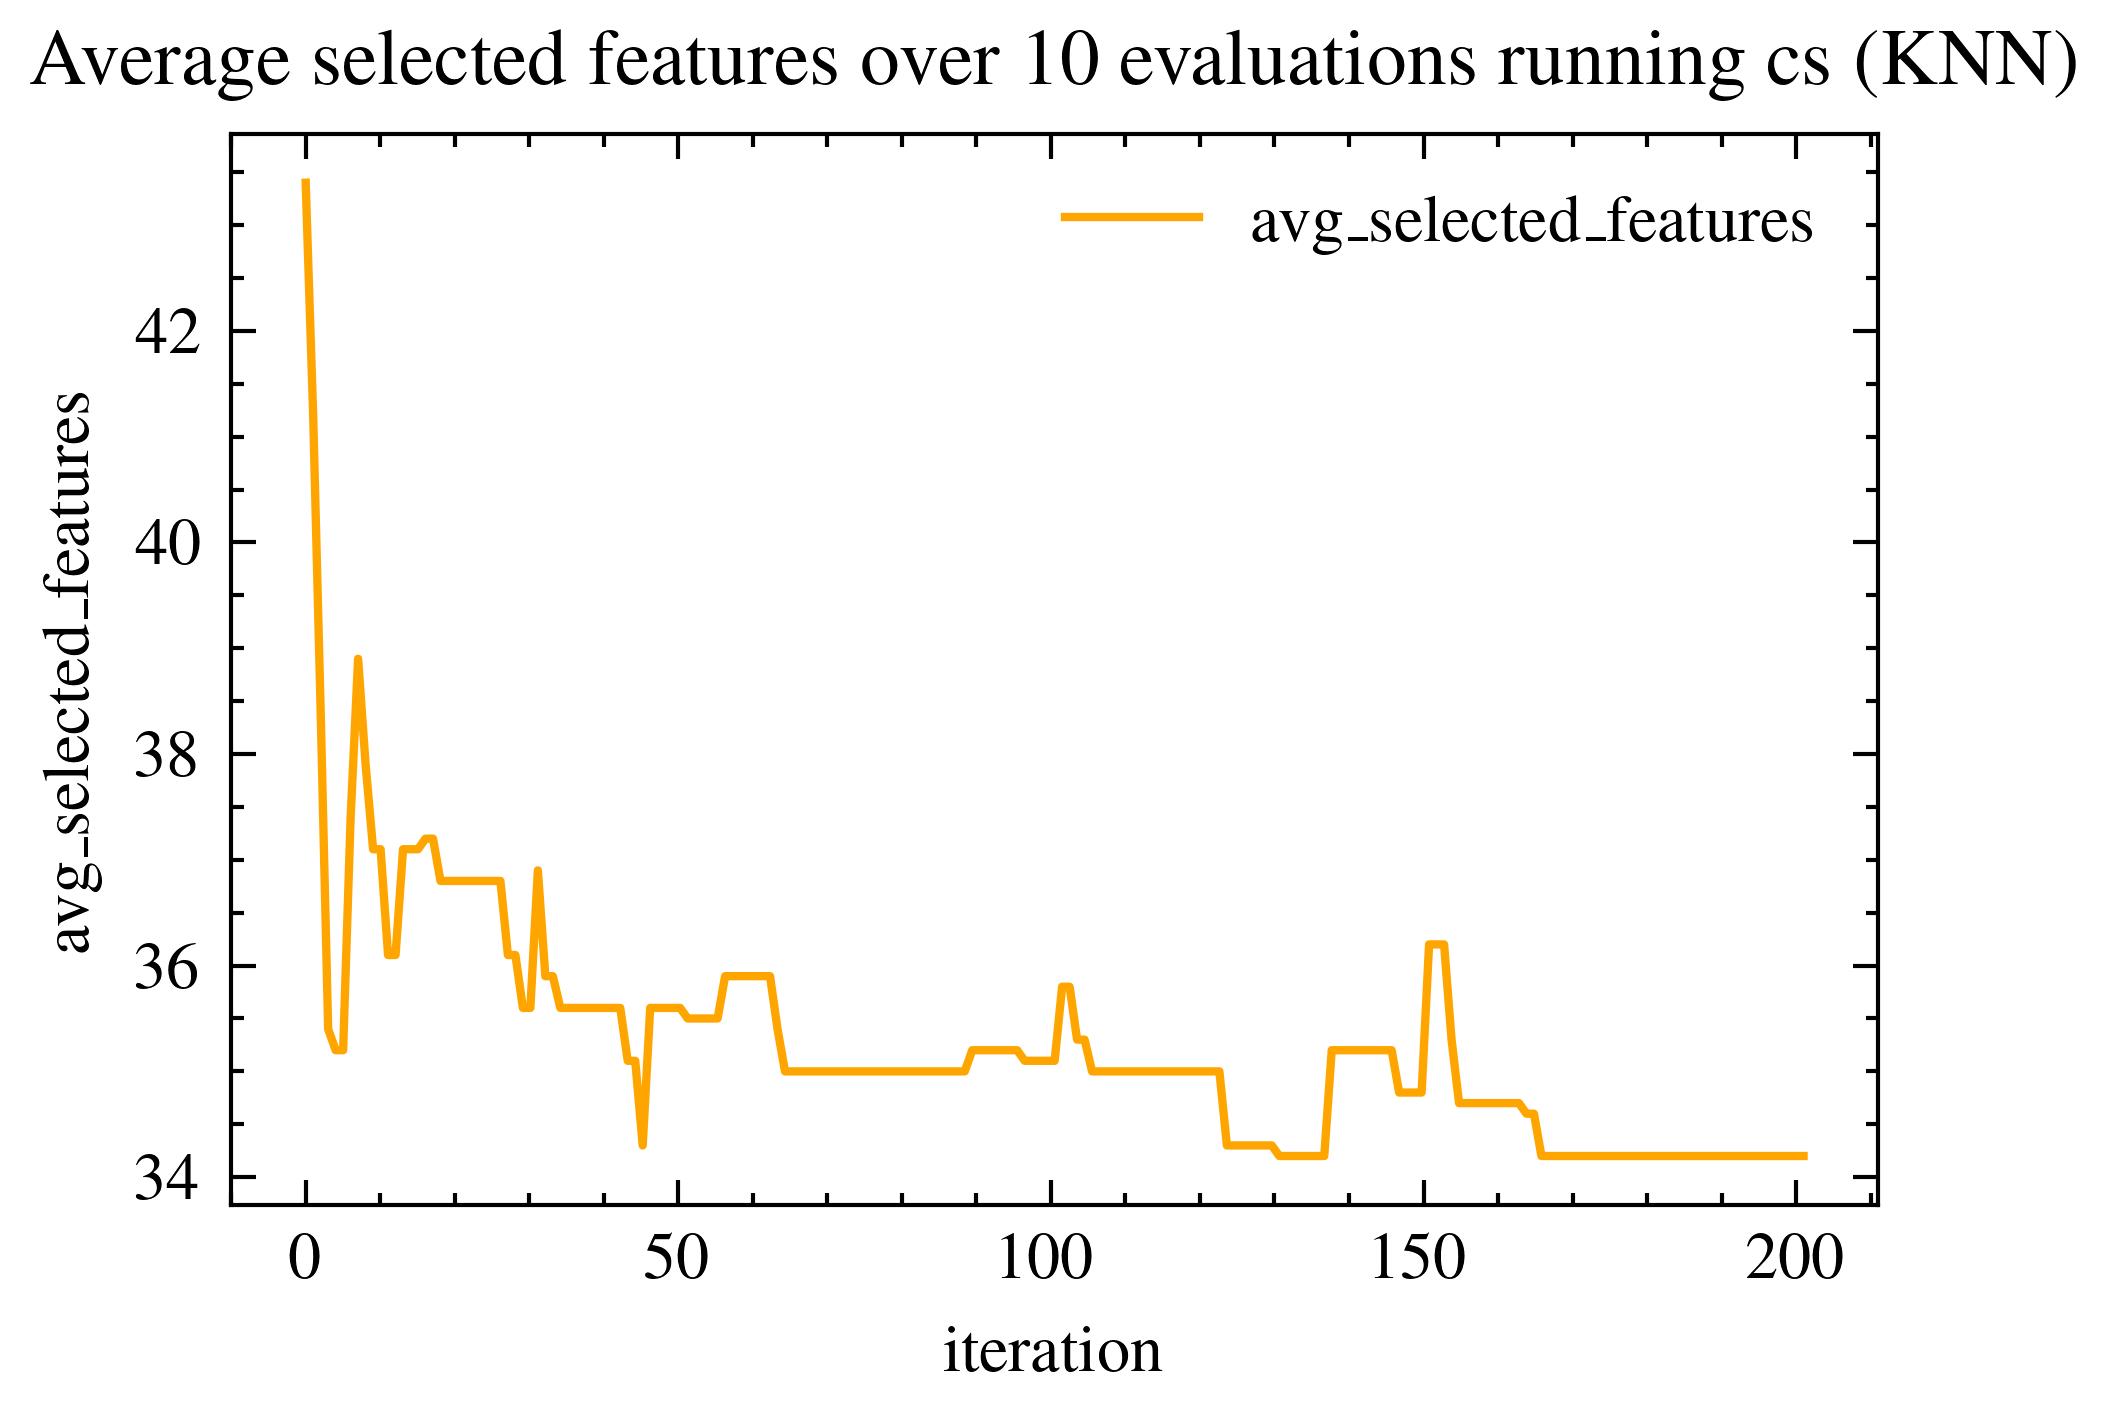 Average selected features over 10 evaluations running cs (KNN)
avg_selected_features
avg_selected_features
42
40
38
36
34
0 50 100 150 200
iteration